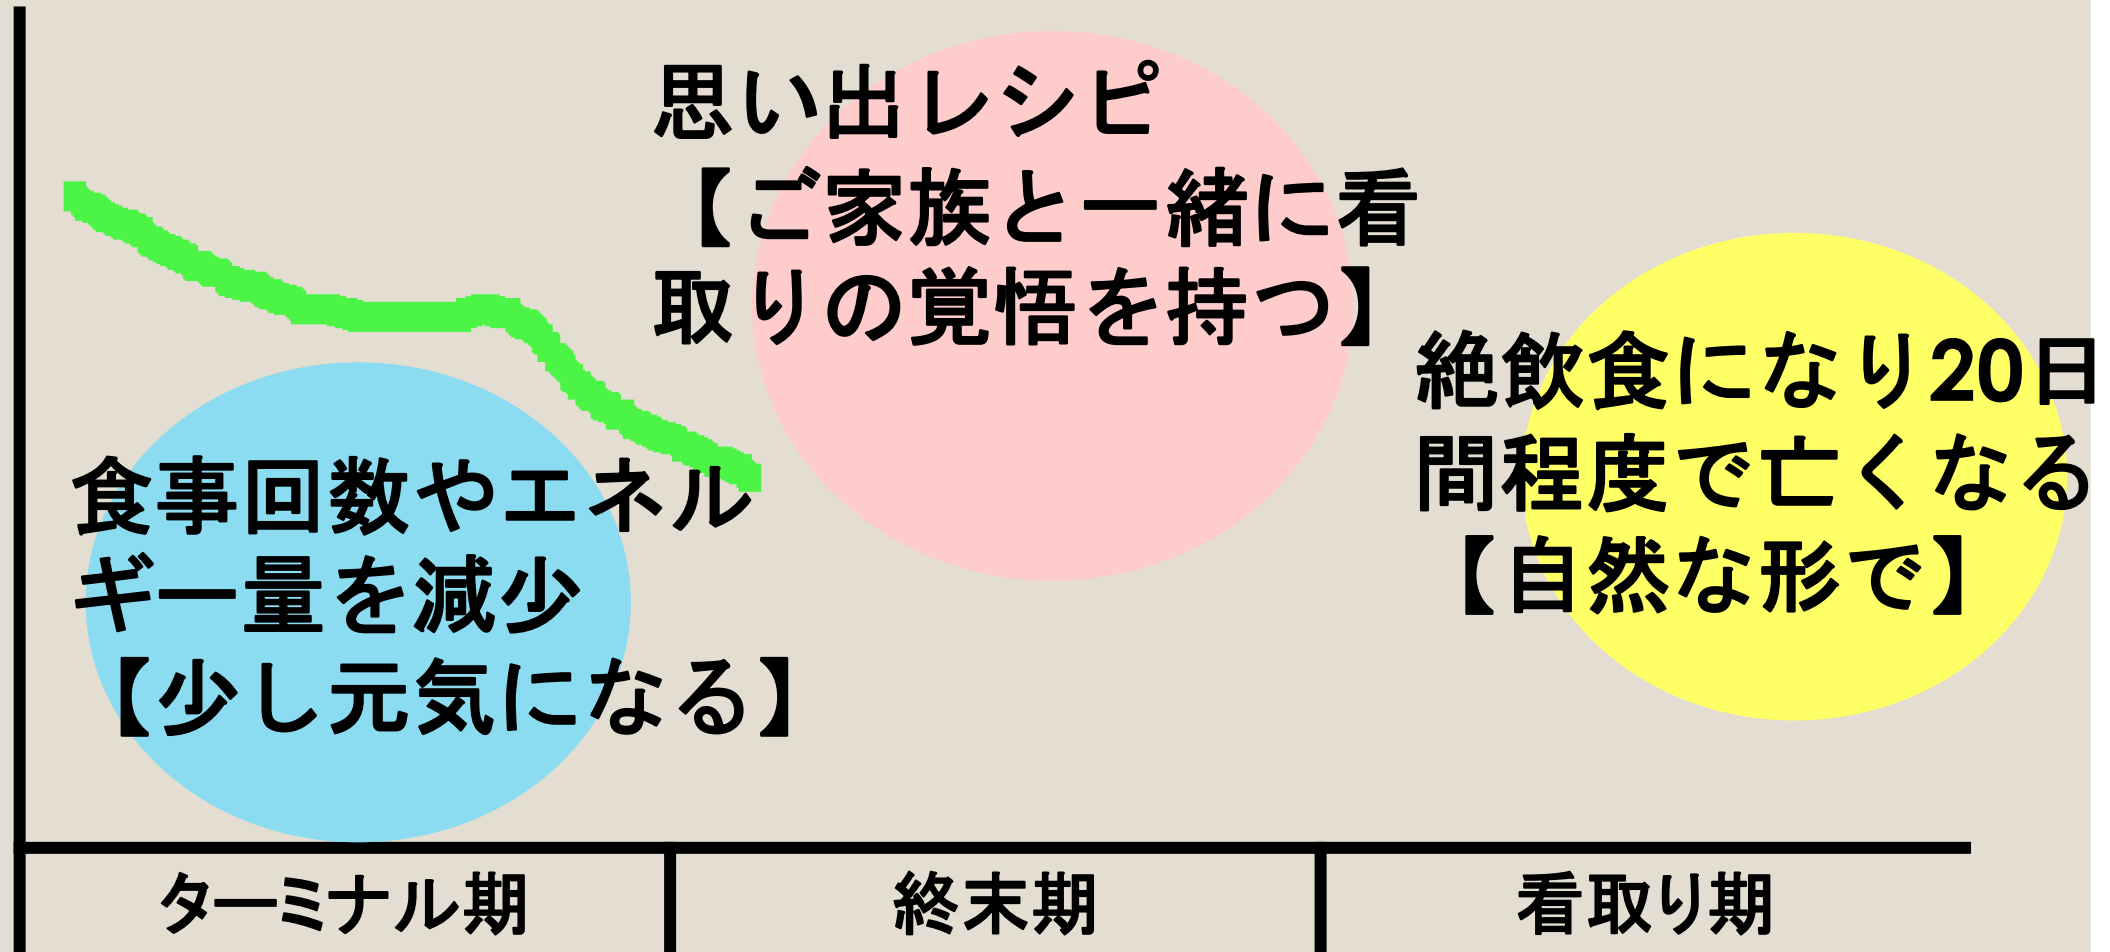 思い出レシピ
【ご家族と一緒に看
取りの覚悟を持つ】
食事回数やエネル
ギー量を減少
【少し元気になる】
絶飲食になり20日
間程度で亡くなる
【自然な形で】
ターミナル期
終末期
看取り期